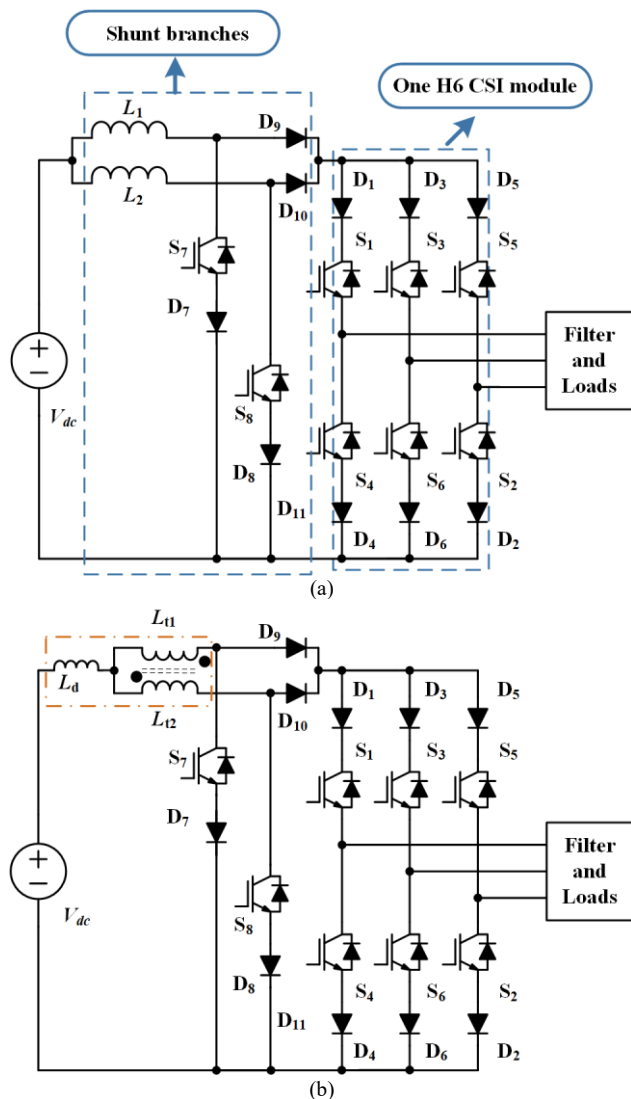 Shunt branches
One H6 CSI module
L1
D9
L2
D10
D1
D3
D5
S7
S1
S3
S5
D7
Filter
and
Loads
Vdc
S8
S4
S6
S2
D8
D11
D4
D6
D2
(a)
Lt1
D9
Ld
Lt2
D10
D1
D3
D5
S7
S1
S3
S5
D7
Filter
and
Loads
Vdc
S8
D8
S4
S6
S2
D11
D4
D6
D2
(b)